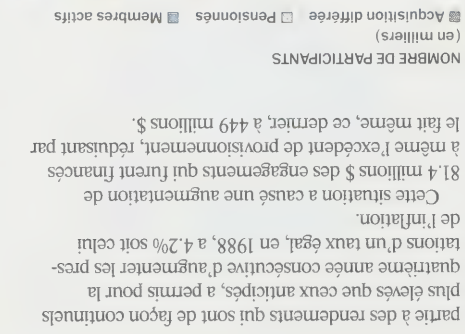 partie à des rendements qui sont de façon continuels
plus élevés que ceux anticipés, a permis pour la
quatrième année consécutive d'augmenter les pres-
tations d'un taux égal, en 1988, a 4.2% soit celui
de l'inflation.
Cette situation a causé une augmentation de
81.4 millions $ des engagements qui furent financés
à même l'excédent de provisionnement, réduisant par
le fait même, ce dernier, à 449 millions $.
NOMBRE DE PARTICIPANTS
(en milliers)
Acquisition différée Pensionnés Membres actifs